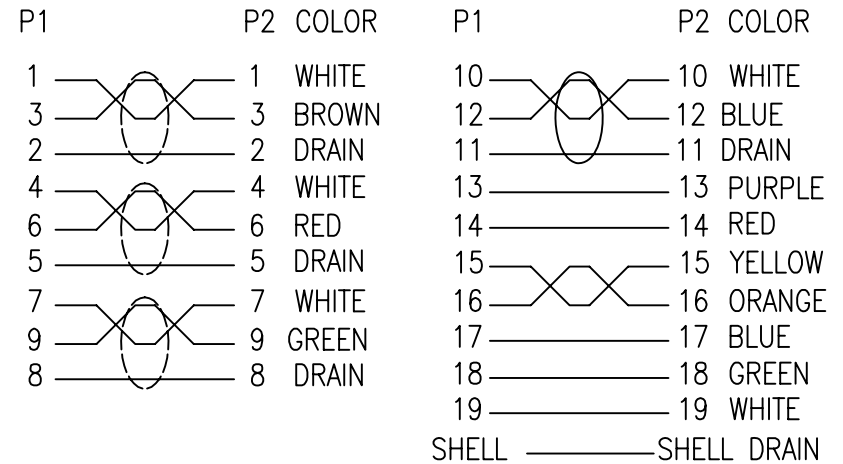 P1 P2 COLOR
1 1 WHITE
3 3 BROWN
2 2 DRAIN
4 4 WHITE
6 6 RED
5 5 DRAIN
7 7 WHITE
9 9 GREEN
8 8 DRAIN
P1 P2 COLOR
10 10 WHITE
12 12 BLUE
11 11 DRAIN
13 13 PURPLE
14 14 RED
15 15 YELLOW
16 16 ORANGE
17 17 BLUE
18 18 GREEN
19 19 WHITE
SHELL SHELL DRAIN